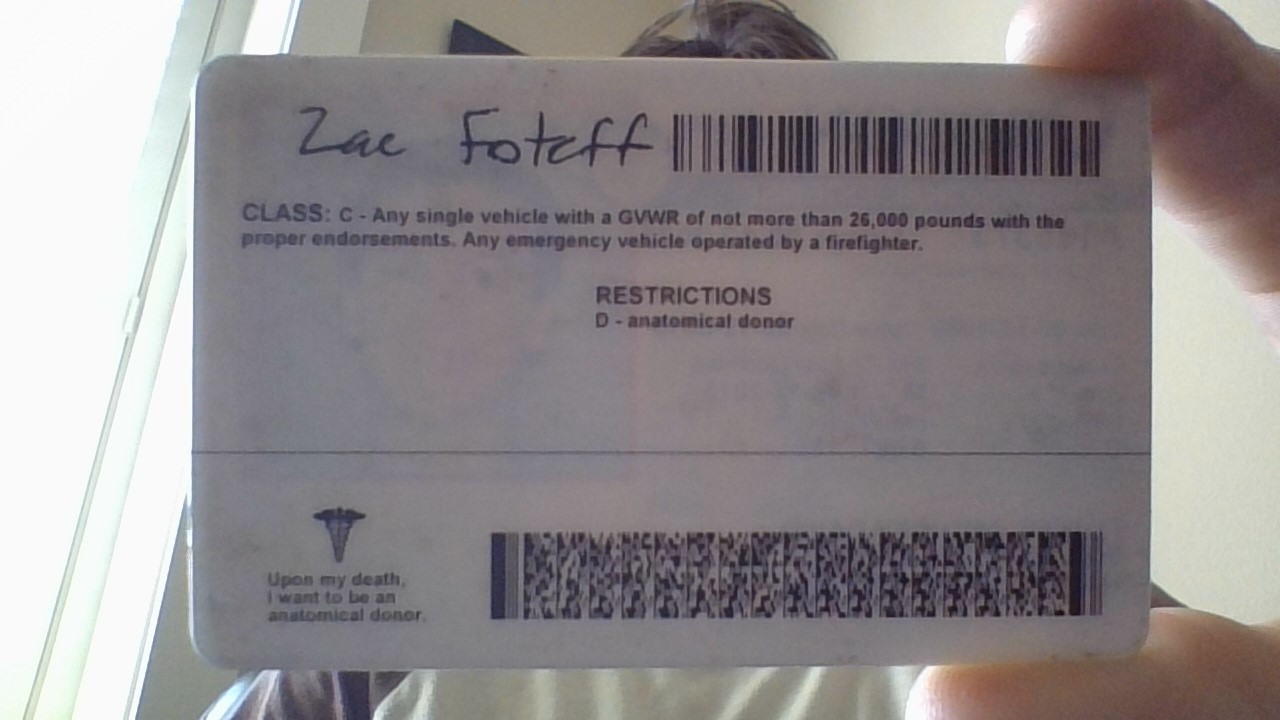 Zac Foteff
CLASS: C - Any single vehicle with a GVWR of not more than 26,000 pounds with the
proper endorsements. Any emergency vehicle operated by a firefighter.
RESTRICTIONS
D - anatomical donor
Upon my death,
I want to be an
anatomical donor.